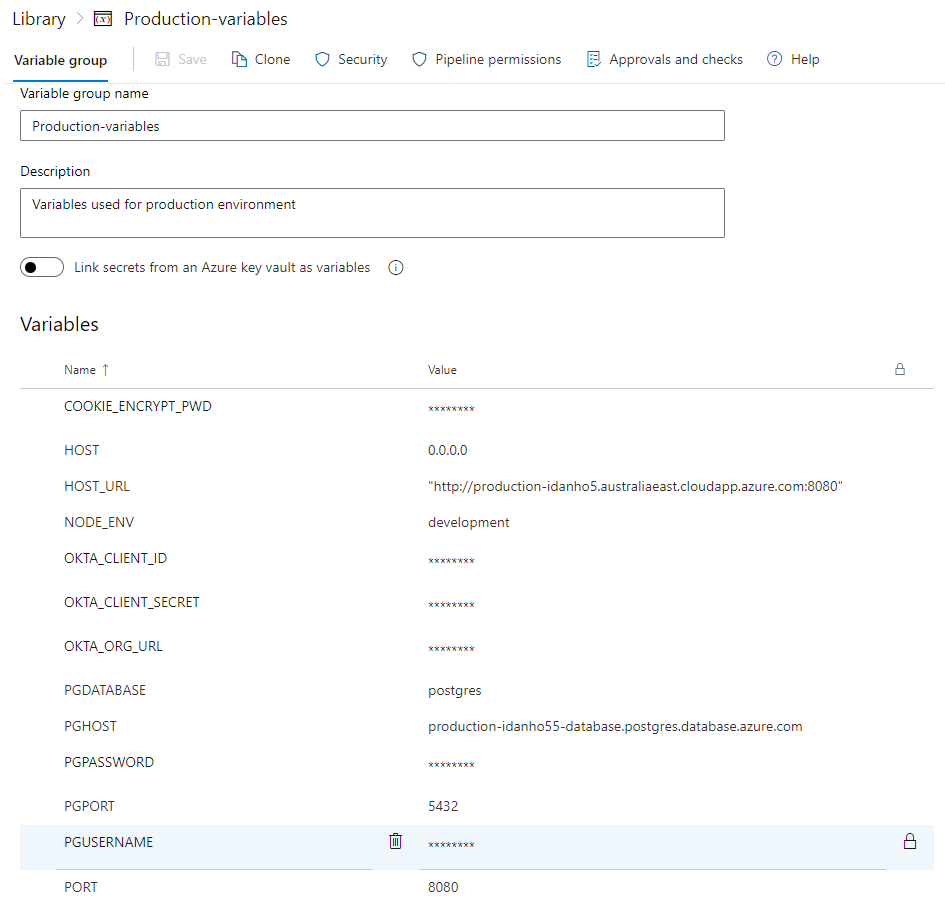 Library > Production-variables
Variable group Save Clone Security Pipeline permissions Approvals and checks Help
Variable group name
Production-variables
Description
Variables used for production environment
Link secrets from an Azure key vault as variables
Variables
Name ↑ Value
COOKIE_ENCRYPT_PWD ********
HOST 0.0.0.0
HOST_URL "http://production-idanho5.australiaeast.cloudapp.azure.com:8080"
NODE_ENV development
OKTA_CLIENT_ID ********
OKTA_CLIENT_SECRET ********
OKTA_ORG_URL ********
PGDATABASE postgres
PGHOST production-idanho55-database.postgres.database.azure.com
PGPASSWORD ********
PGPORT 5432
PGUSERNAME ********
PORT 8080